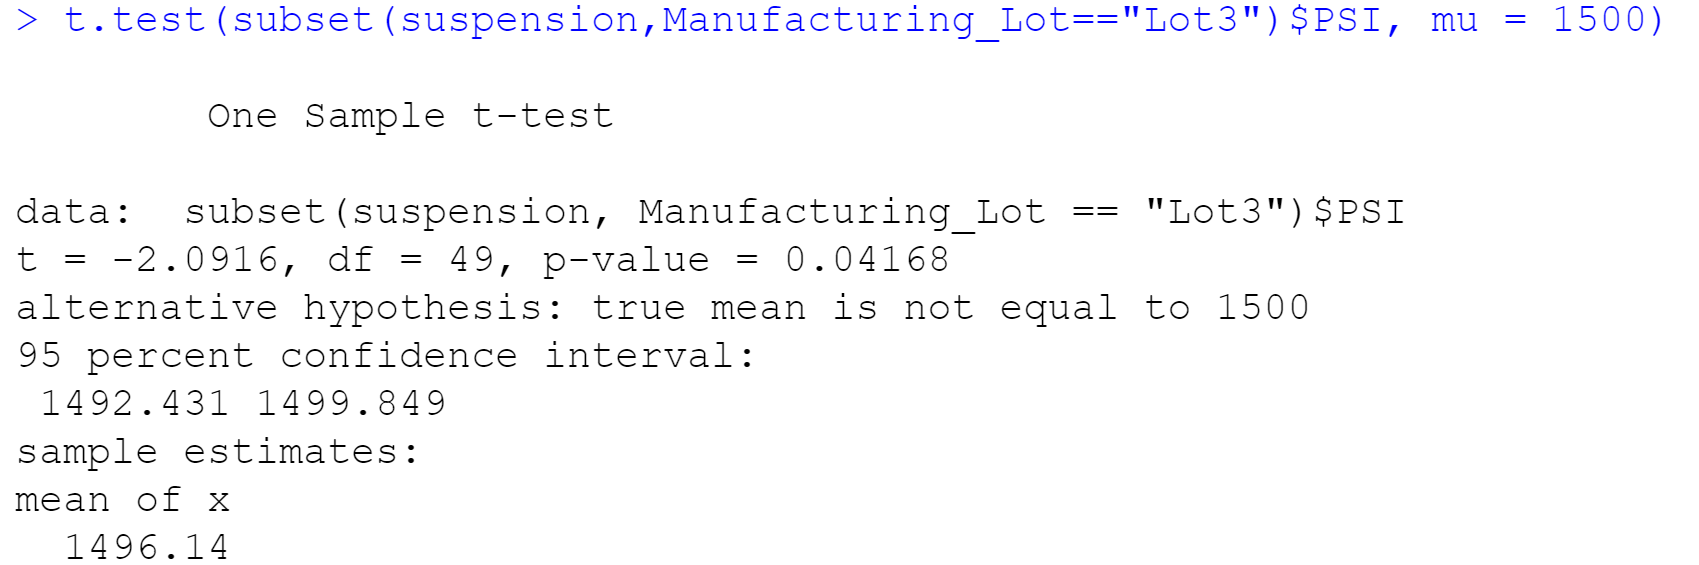 > t.test(subset(suspension,Manufacturing_Lot=="Lot3")$PSI, mu = 1500)
One Sample t-test
data:  subset(suspension, Manufacturing_Lot == "Lot3")$PSI
t = -2.0916, df = 49, p-value = 0.04168
alternative hypothesis: true mean is not equal to 1500
95 percent confidence interval:
1492.431 1499.849
sample estimates:
mean of x
1496.14